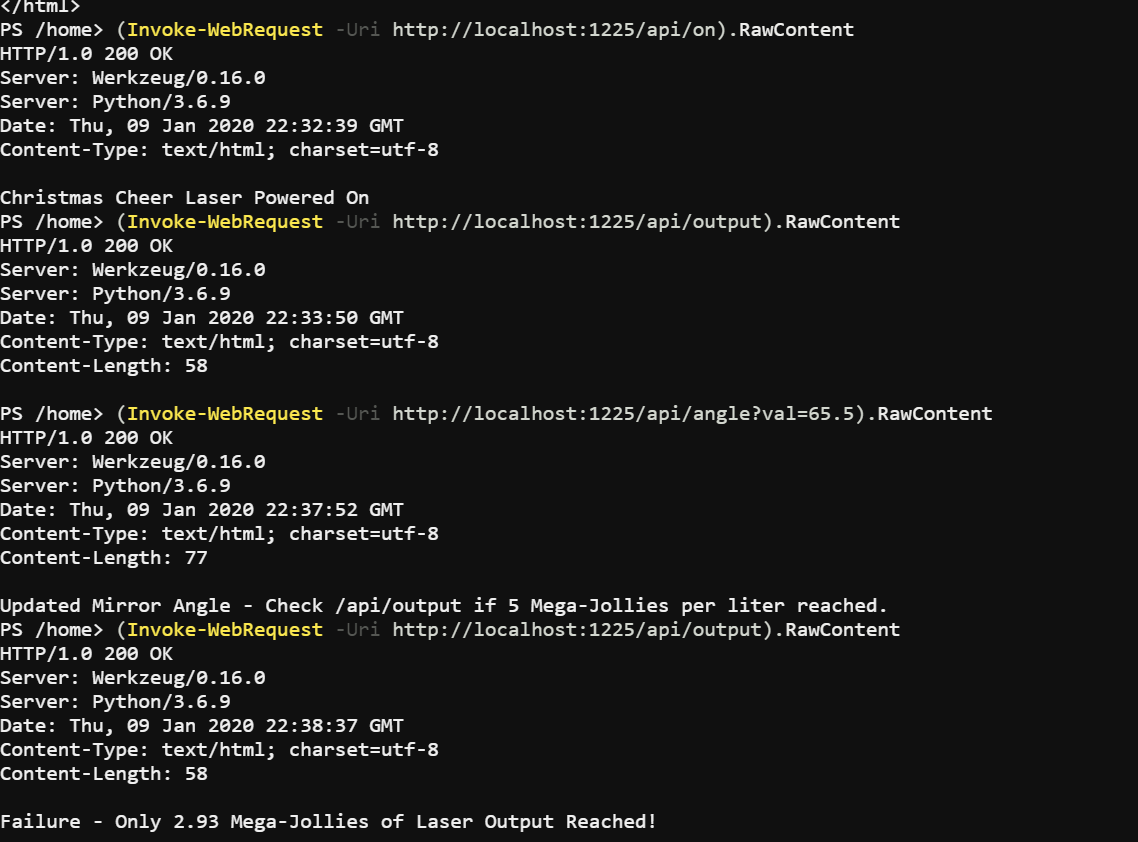 </html>
PS /home> (Invoke-WebRequest -Uri http://localhost:1225/api/on).RawContent
HTTP/1.0 200 OK
Server: Werkzeug/0.16.0
Server: Python/3.6.9
Date: Thu, 09 Jan 2020 22:32:39 GMT
Content-Type: text/html; charset=utf-8

Christmas Cheer Laser Powered On
PS /home> (Invoke-WebRequest -Uri http://localhost:1225/api/output).RawContent
HTTP/1.0 200 OK
Server: Werkzeug/0.16.0
Server: Python/3.6.9
Date: Thu, 09 Jan 2020 22:33:50 GMT
Content-Type: text/html; charset=utf-8
Content-Length: 58

PS /home> (Invoke-WebRequest -Uri http://localhost:1225/api/angle?val=65.5).RawContent
HTTP/1.0 200 OK
Server: Werkzeug/0.16.0
Server: Python/3.6.9
Date: Thu, 09 Jan 2020 22:37:52 GMT
Content-Type: text/html; charset=utf-8
Content-Length: 77

Updated Mirror Angle - Check /api/output if 5 Mega-Jollies per liter reached.
PS /home> (Invoke-WebRequest -Uri http://localhost:1225/api/output).RawContent
HTTP/1.0 200 OK
Server: Werkzeug/0.16.0
Server: Python/3.6.9
Date: Thu, 09 Jan 2020 22:38:37 GMT
Content-Type: text/html; charset=utf-8
Content-Length: 58

Failure - Only 2.93 Mega-Jollies of Laser Output Reached!